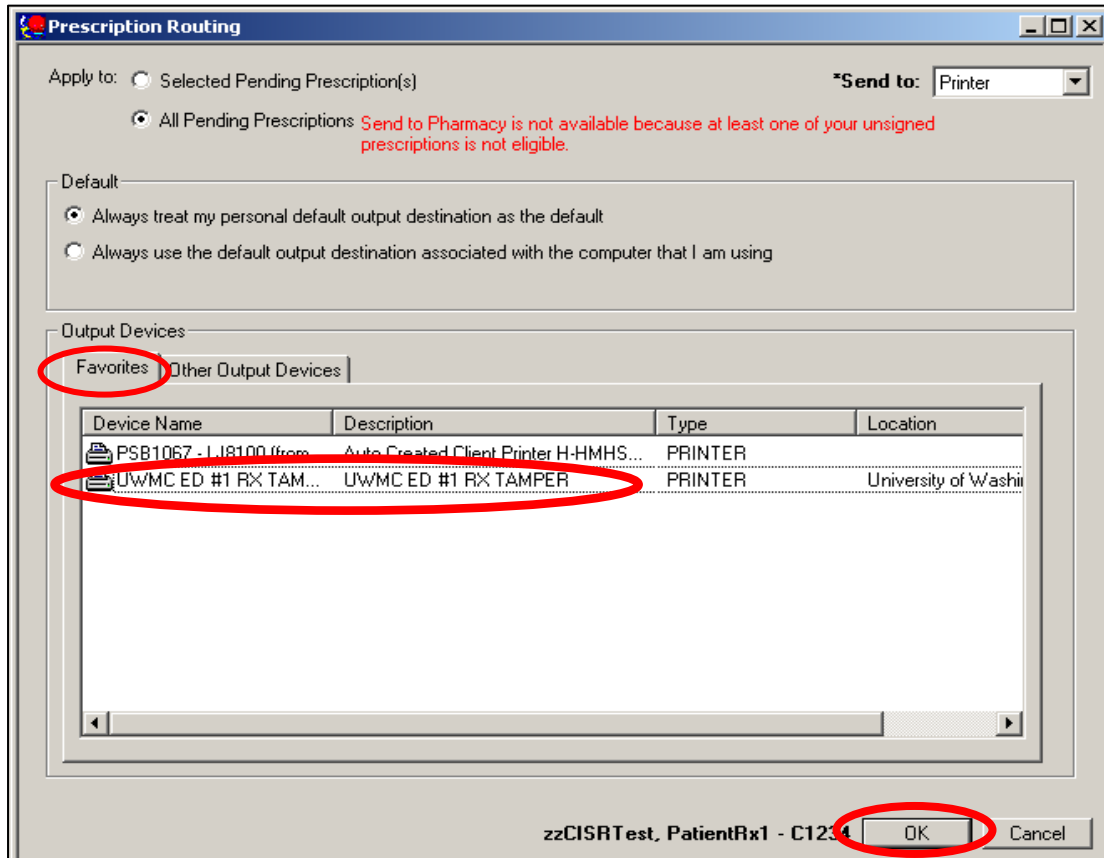 Prescription Routing
Apply to: Selected Pending Prescription(s) *Send to: Printer
All Pending Prescriptions Send to Pharmacy is not available because at least one of your unsigned
prescriptions is not eligible.
Default
Always treat my personal default output destination as the default
Always use the default output destination associated with the computer that I am using
Output Devices
Favorites Other Output Devices
Device Name Description Type Location
PSB1067 - LJ8100 (from Auto Created Client Printer H-HMHS... PRINTER
UWMC ED #1 RX TAM... UWMC ED #1 RX TAMPER PRINTER University of Washin
zzCISRTest, PatientRx1 - C1234 OK Cancel